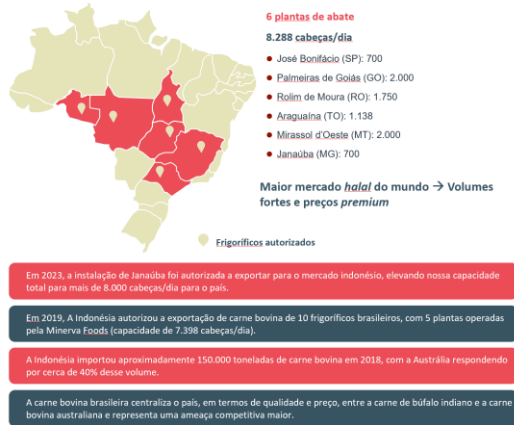 6 plantas de abate
8.288 cabeças/dia
José Bonifácio (SP): 700
Palmeiras de Goiás (GO): 2.000
Rolim de Moura (RO): 1.750
Araguaína (TO): 1.138
Mirassol d'Oeste (MT): 2.000
Janaúba (MG): 700
Maior mercado halal do mundo → Volumes
fortes e preços premium
Frigoríficos autorizados
Em 2023, a instalação de Janaúba foi autorizada a exportar para o mercado indonésio, elevando nossa capacidade
total para mais de 8.000 cabeças/dia para o país.
Em 2019, A Indonésia autorizou a exportação de carne bovina de 10 frigoríficos brasileiros, com 5 plantas operadas
pela Minerva Foods (capacidade de 7.398 cabeças/dia).
A Indonésia importou aproximadamente 150.000 toneladas de carne bovina em 2018, com a Austrália respondendo
por cerca de 40% desse volume.
A carne bovina brasileira centraliza o país, em termos de qualidade e preço, entre a carne de búfalo indiano e a carne
bovina australiana e representa uma ameaça competitiva maior.